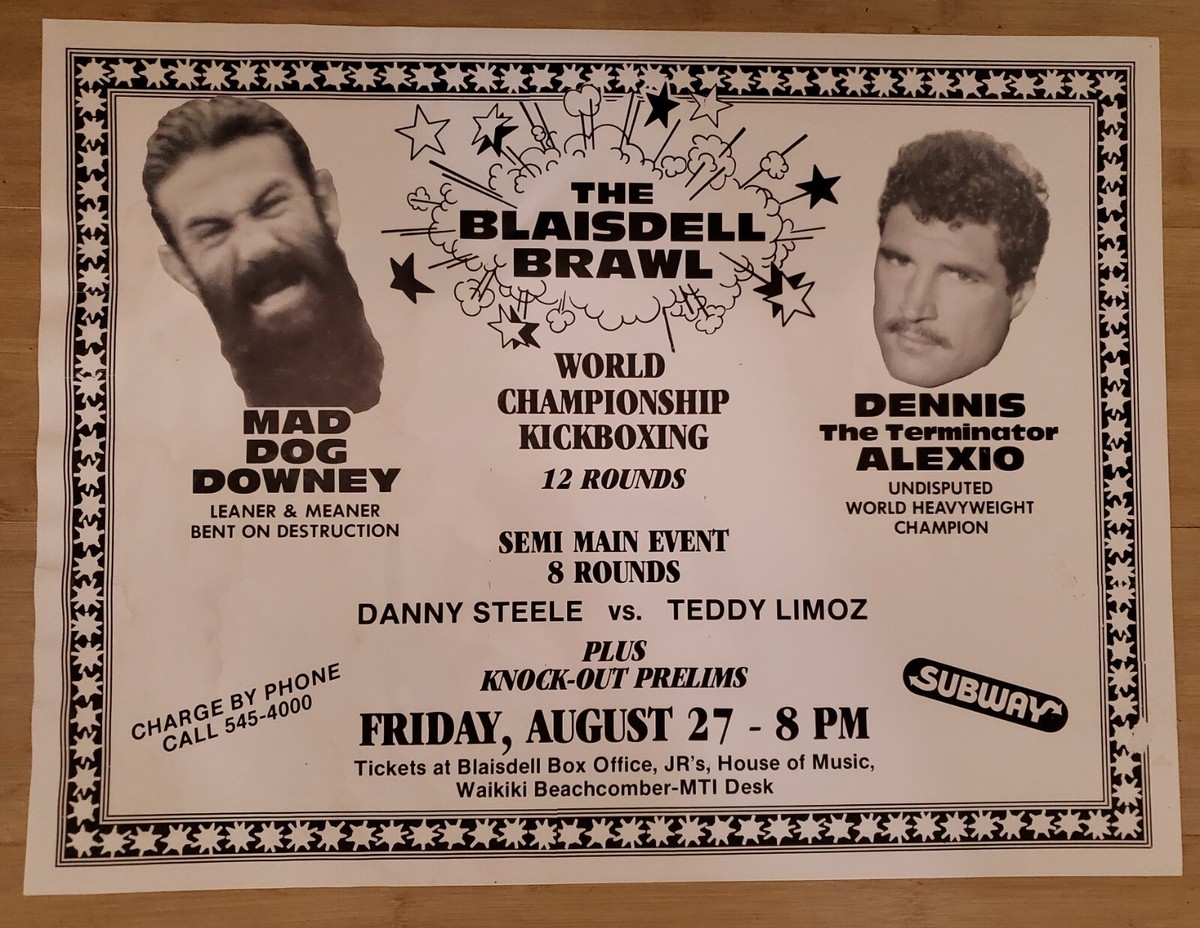 THE
BLAISDELL
BRAWL
WORLD
CHAMPIONSHIP
KICKBOXING
12 ROUNDS
MAD
DOG
DOWNEY
LEANER & MEANER
BENT ON DESTRUCTION
DENNIS
The Terminator
ALEXIO
UNDISPUTED
WORLD HEAVYWEIGHT
CHAMPION
SEMI MAIN EVENT
8 ROUNDS
DANNY STEELE vs. TEDDY LIMOZ
PLUS
KNOCK-OUT PRELIMS
CHARGE BY PHONE
CALL 545-4000
SUBWAY
FRIDAY, AUGUST 27 - 8 PM
Tickets at Blaisdell Box Office, JR's, House of Music,
Waikiki Beachcomber-MTI Desk